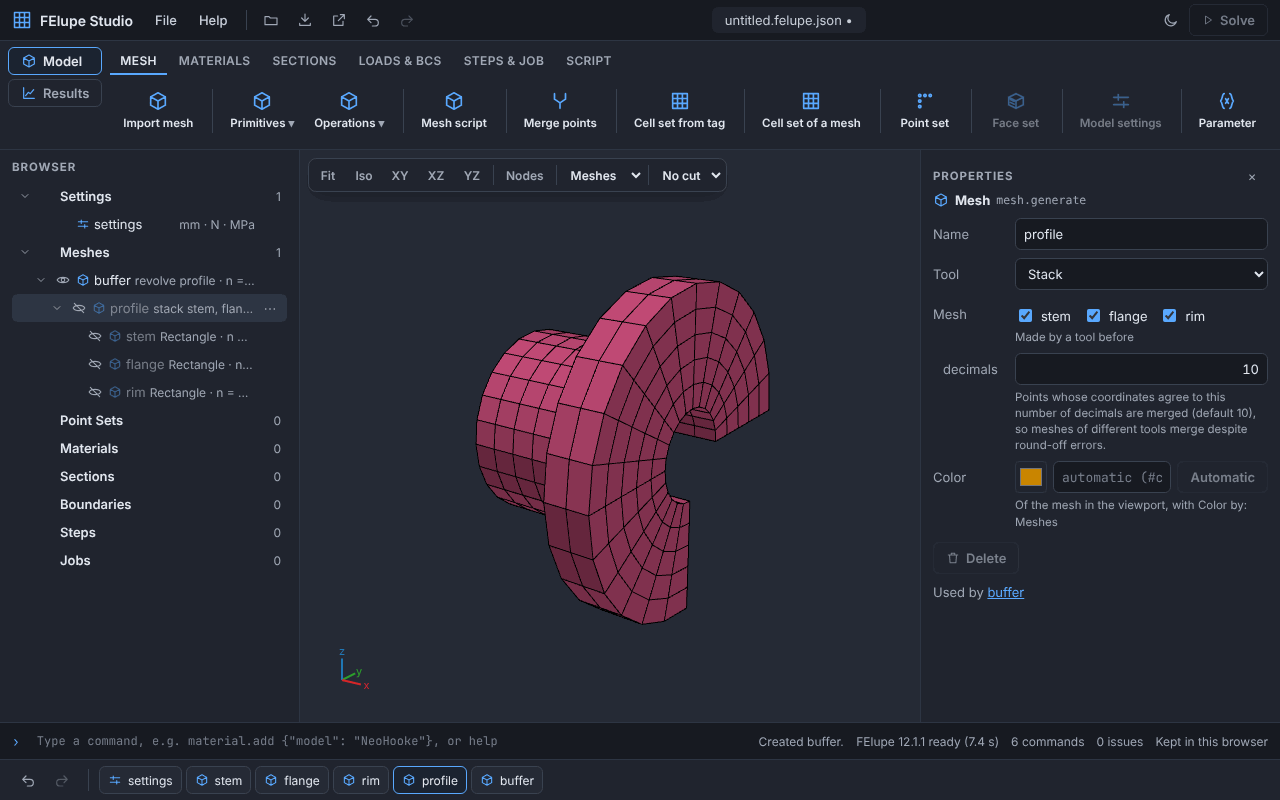 FElupe Studio File Help untitled.felupe.json • Solve
Model MESH MATERIALS SECTIONS LOADS & BCS STEPS & JOB SCRIPT
Results
Import mesh Primitives ▾ Operations ▾ Mesh script Merge points Cell set from tag Cell set of a mesh Point set Face set Model settings Parameter
BROWSER
Settings 1
settings mm · N · MPa
Meshes 1
buffer revolve profile · n =...
profile stack stem, flan... ···
stem Rectangle · n ...
flange Rectangle · n...
rim Rectangle · n = ...
Point Sets 0
Materials 0
Sections 0
Boundaries 0
Steps 0
Jobs 0
Fit Iso XY XZ YZ Nodes Meshes No cut
z
y
x
PROPERTIES ×
Mesh mesh.generate
Name profile
Tool Stack
Mesh stem flange rim
Made by a tool before
decimals 10
Points whose coordinates agree to this
number of decimals are merged (default 10),
so meshes of different tools merge despite
round-off errors.
Color automatic (#c Automatic
Of the mesh in the viewport, with Color by:
Meshes
Delete
Used by buffer
› Type a command, e.g. material.add {"model": "NeoHooke"}, or help Created buffer. FElupe 12.1.1 ready (7.4 s) 6 commands 0 issues Kept in this browser
settings stem flange rim profile buffer